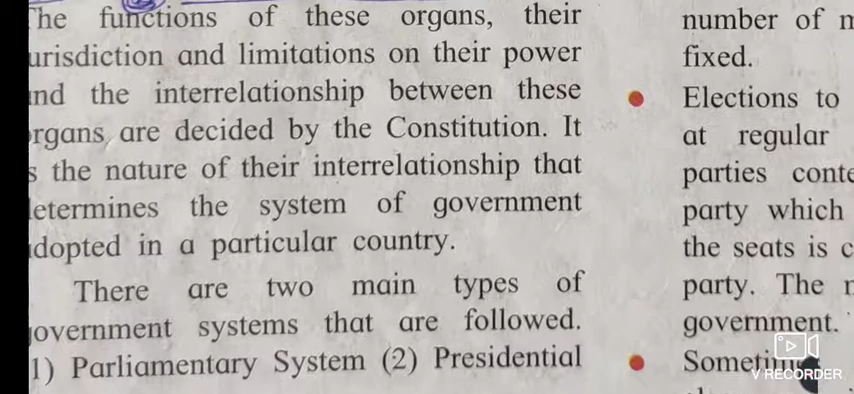 The functions of these organs, their
urisdiction and limitations on their power
nd the interrelationship between these
rgans are decided by the Constitution. It
s the nature of their interrelationship that
etermines the system of government
dopted in a particular country.
There are two main types of
overnment systems that are followed.
1) Parliamentary System (2) Presidential
number of m
fixed.
Elections to
at regular
parties conte
party which
the seats is c
party. The
government.
V RECORDER